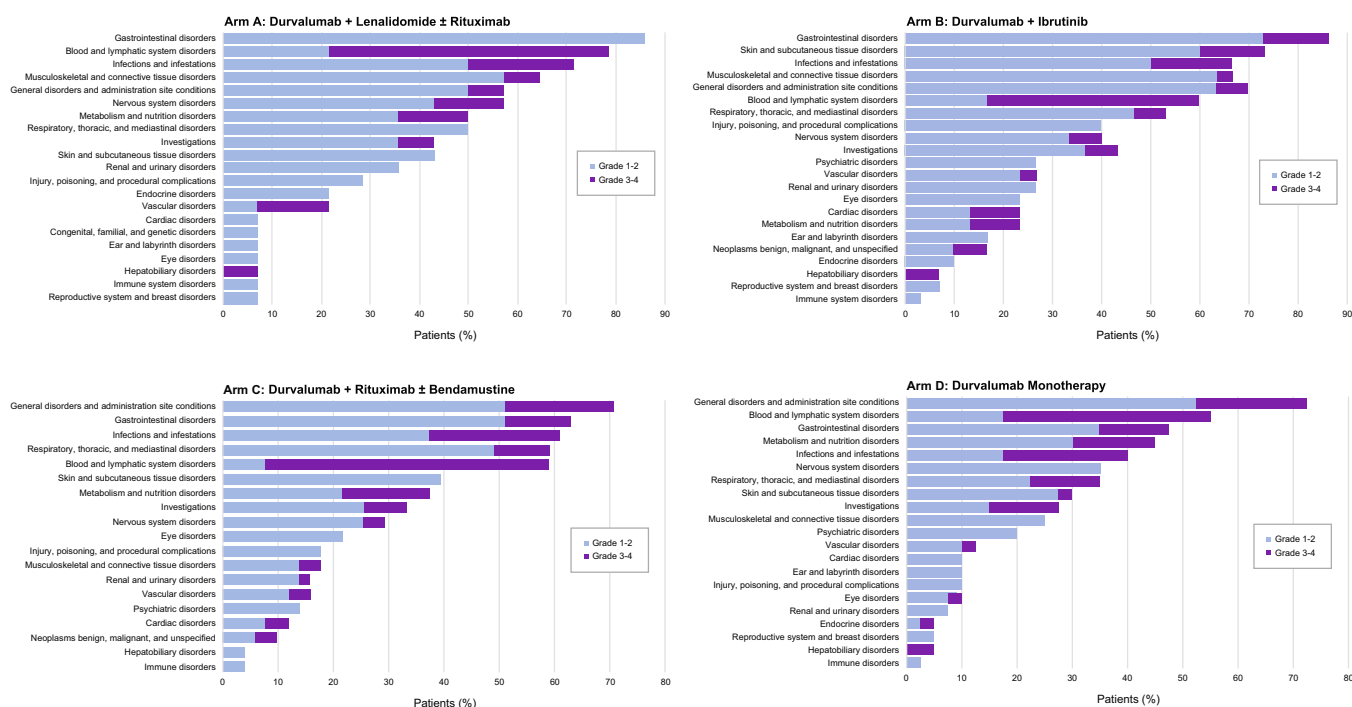 Arm A: Durvalumab + Lenalidomide ± Rituximab
Gastrointestinal disorders
Blood and lymphatic system disorders
Infections and infestations
Musculoskeletal and connective tissue disorders
General disorders and administration site conditions
Nervous system disorders
Metabolism and nutrition disorders
Respiratory, thoracic, and mediastinal disorders
Investigations
Skin and subcutaneous tissue disorders
Renal and urinary disorders
Injury, poisoning, and procedural complications
Endocrine disorders
Vascular disorders
Cardiac disorders
Congenital, familial, and genetic disorders
Ear and labyrinth disorders
Eye disorders
Hepatobiliary disorders
Immune system disorders
Reproductive system and breast disorders
Grade 1-2
Grade 3-4
0 10 20 30 40 50 60 70 80 90
Patients (%)
Arm B: Durvalumab + Ibrutinib
Gastrointestinal disorders
Skin and subcutaneous tissue disorders
Infections and infestations
Musculoskeletal and connective tissue disorders
General disorders and administration site conditions
Blood and lymphatic system disorders
Respiratory, thoracic, and mediastinal disorders
Injury, poisoning, and procedural complications
Nervous system disorders
Investigations
Psychiatric disorders
Vascular disorders
Renal and urinary disorders
Eye disorders
Cardiac disorders
Metabolism and nutrition disorders
Ear and labyrinth disorders
Neoplasms benign, malignant, and unspecified
Endocrine disorders
Hepatobiliary disorders
Reproductive system and breast disorders
Immune system disorders
Grade 1-2
Grade 3-4
0 10 20 30 40 50 60 70 80 90
Patients (%)
Arm C: Durvalumab + Rituximab ± Bendamustine
General disorders and administration site conditions
Gastrointestinal disorders
Infections and infestations
Respiratory, thoracic, and mediastinal disorders
Blood and lymphatic system disorders
Skin and subcutaneous tissue disorders
Metabolism and nutrition disorders
Investigations
Nervous system disorders
Eye disorders
Injury, poisoning, and procedural complications
Musculoskeletal and connective tissue disorders
Renal and urinary disorders
Vascular disorders
Psychiatric disorders
Cardiac disorders
Neoplasms benign, malignant, and unspecified
Hepatobiliary disorders
Immune disorders
Grade 1-2
Grade 3-4
0 10 20 30 40 50 60 70 80
Patients (%)
Arm D: Durvalumab Monotherapy
General disorders and administration site conditions
Blood and lymphatic system disorders
Gastrointestinal disorders
Metabolism and nutrition disorders
Infections and infestations
Nervous system disorders
Respiratory, thoracic, and mediastinal disorders
Skin and subcutaneous tissue disorders
Investigations
Musculoskeletal and connective tissue disorders
Psychiatric disorders
Vascular disorders
Cardiac disorders
Ear and labyrinth disorders
Injury, poisoning, and procedural complications
Eye disorders
Renal and urinary disorders
Endocrine disorders
Reproductive system and breast disorders
Hepatobiliary disorders
Immune disorders
Grade 1-2
Grade 3-4
0 10 20 30 40 50 60 70 80
Patients (%)